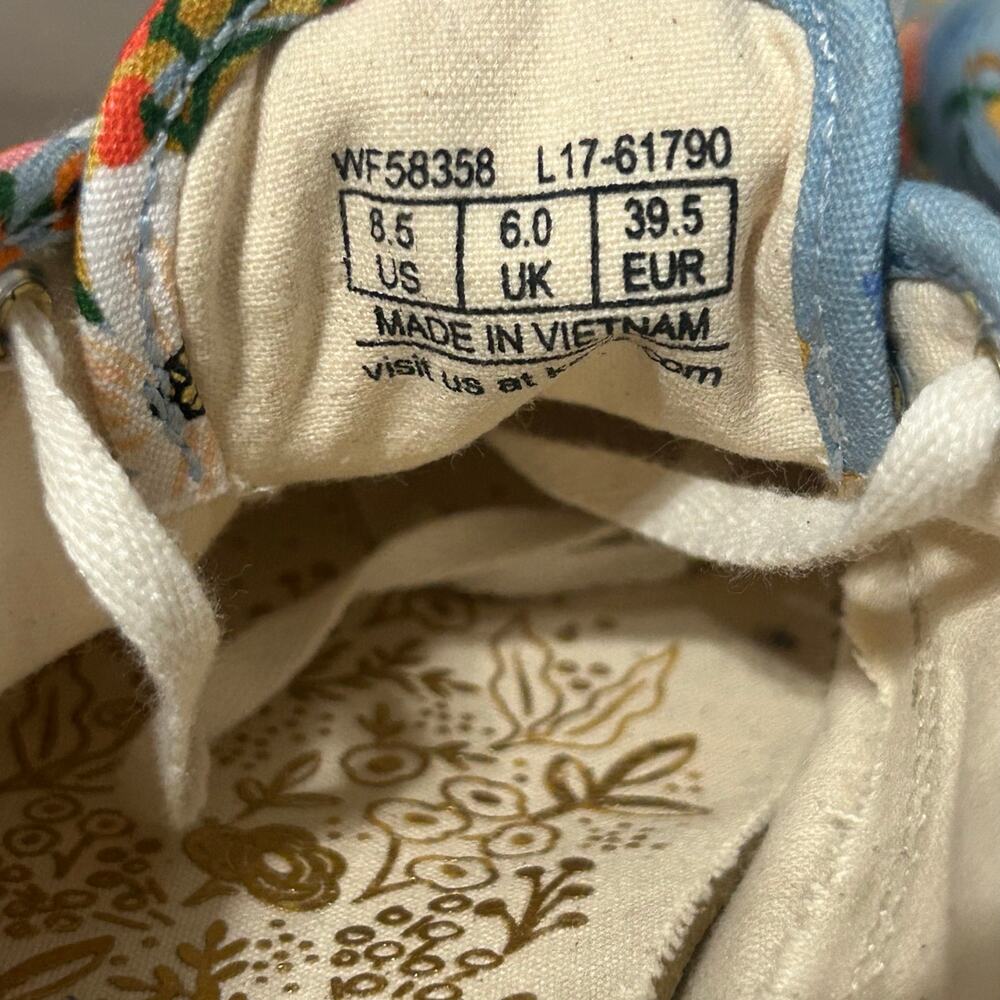 WF58358 L17-61790
8.5 6.0 39.5
US UK EUR
MADE IN VIETNAM
visit us at